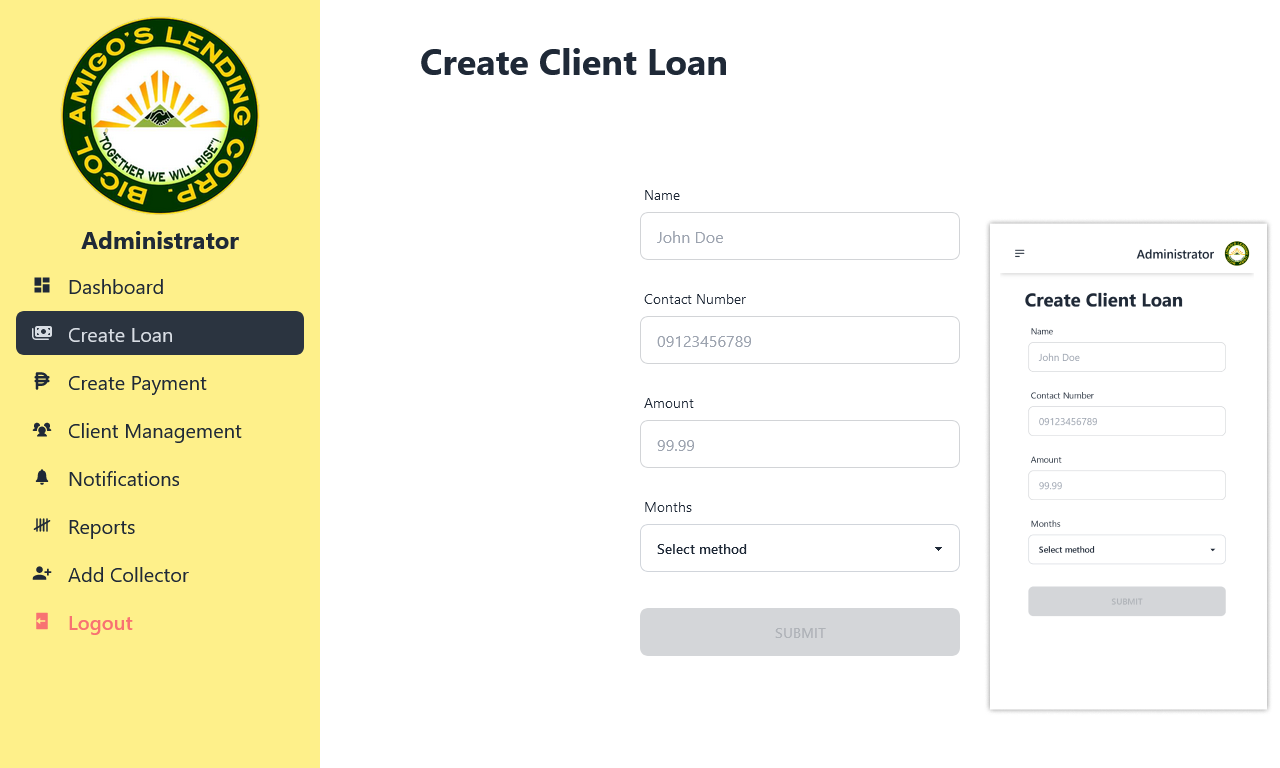 BICOL AMIGO'S LENDING CORP.
"TOGETHER WE WILL RISE"!
Administrator
Dashboard
Create Loan
Create Payment
Client Management
Notifications
Reports
Add Collector
Logout
Create Client Loan
Name
John Doe
Contact Number
09123456789
Amount
99.99
Months
Select method
SUBMIT
Administrator
Create Client Loan
Name
John Doe
Contact Number
09123456789
Amount
99.99
Months
Select method
SUBMIT